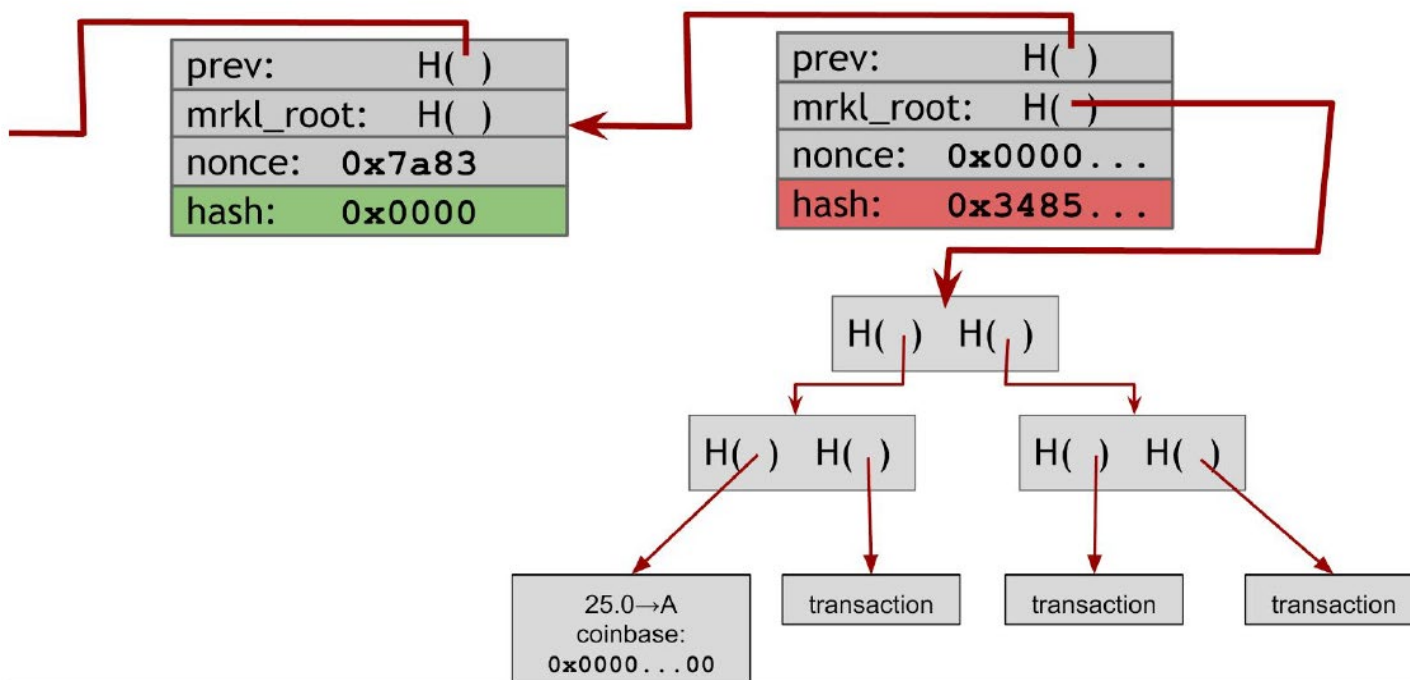 prev: H( )
mrkl_root: H( )
nonce: 0x7a83
hash: 0x0000
prev: H( )
mrkl_root: H( )
nonce: 0x0000...
hash: 0x3485...
H( ) H( )
H( ) H( )
H( ) H( )
25.0→A
coinbase:
0x0000...00
transaction
transaction
transaction